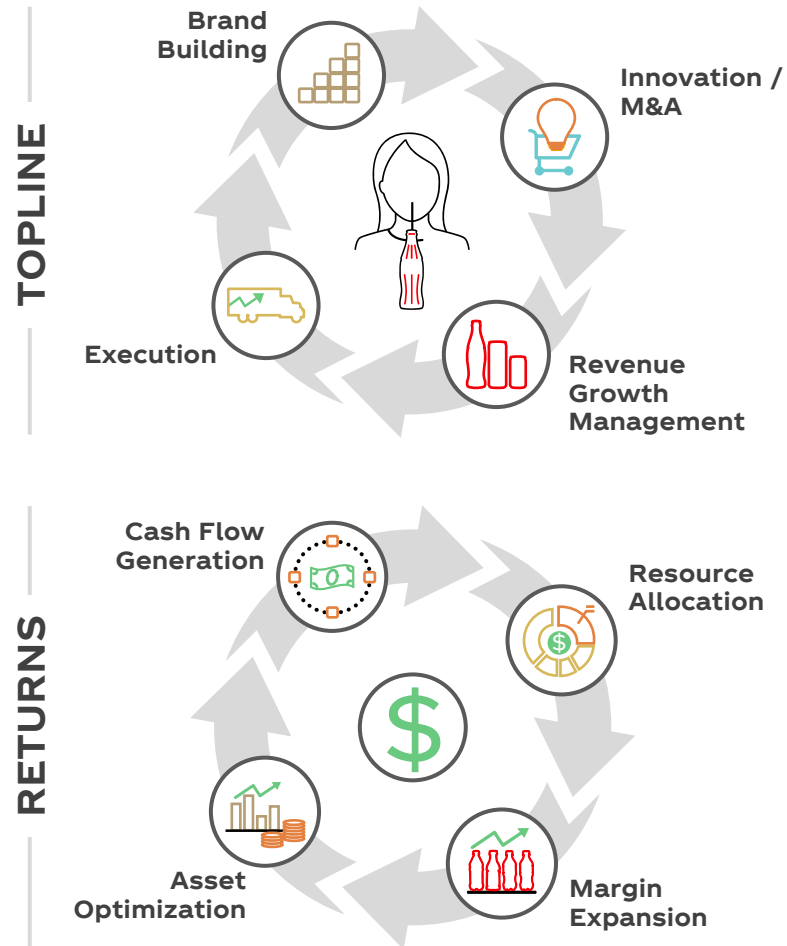 TOPLINE
Brand
Building
Innovation /
M&A
Execution
Revenue
Growth
Management
RETURNS
Cash Flow
Generation
Resource
Allocation
$
$
Asset
Optimization
Margin
Expansion